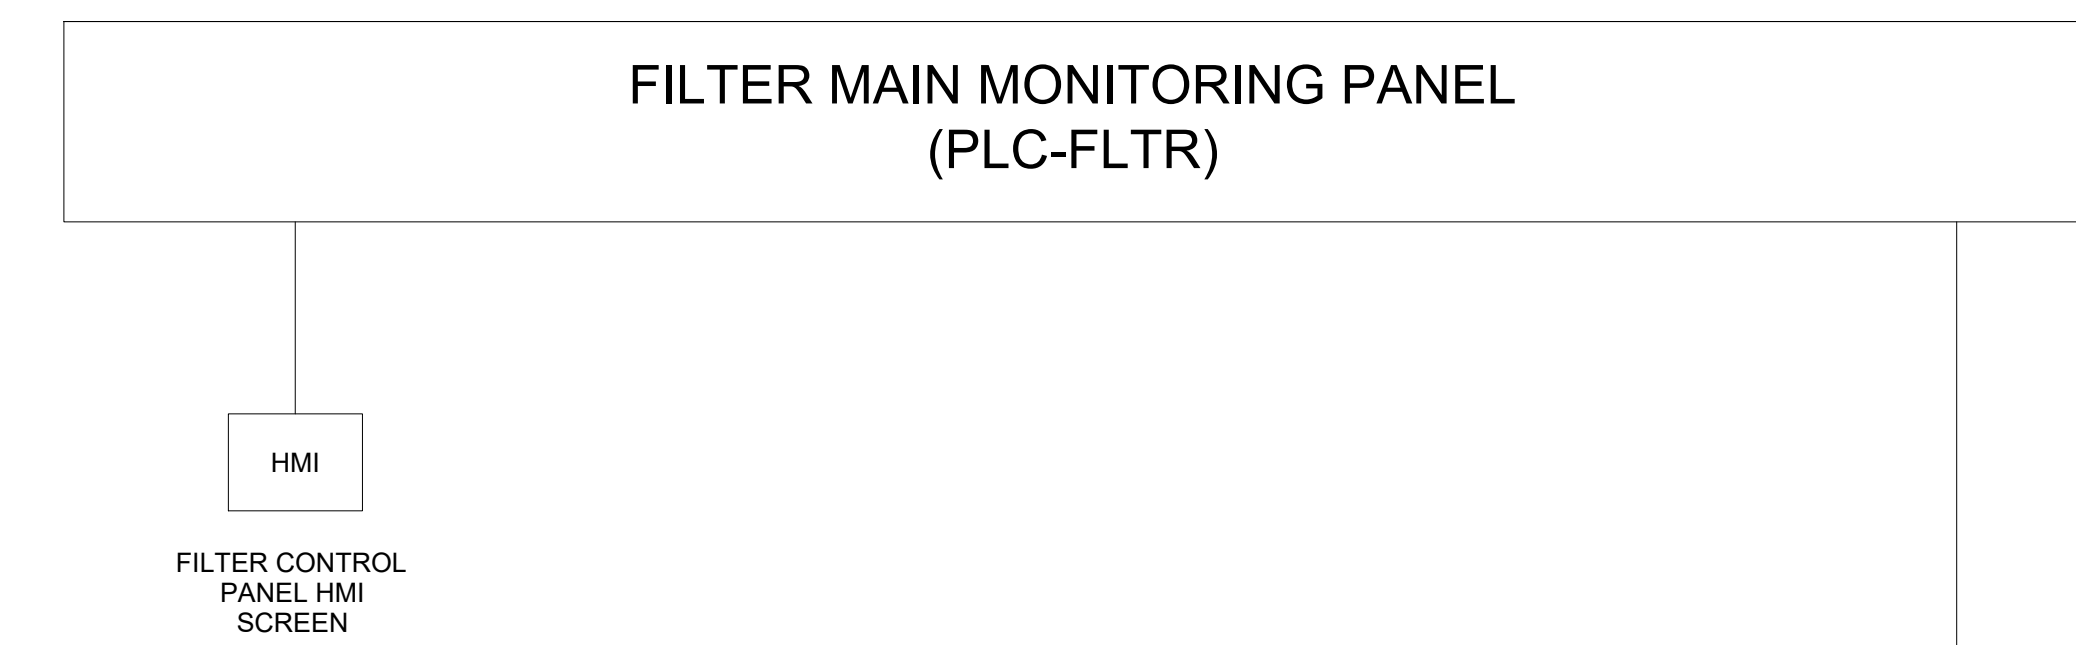 FILTER MAIN MONITORING PANEL
(PLC-FLTR)
HMI
FILTER CONTROL
PANEL HMI
SCREEN